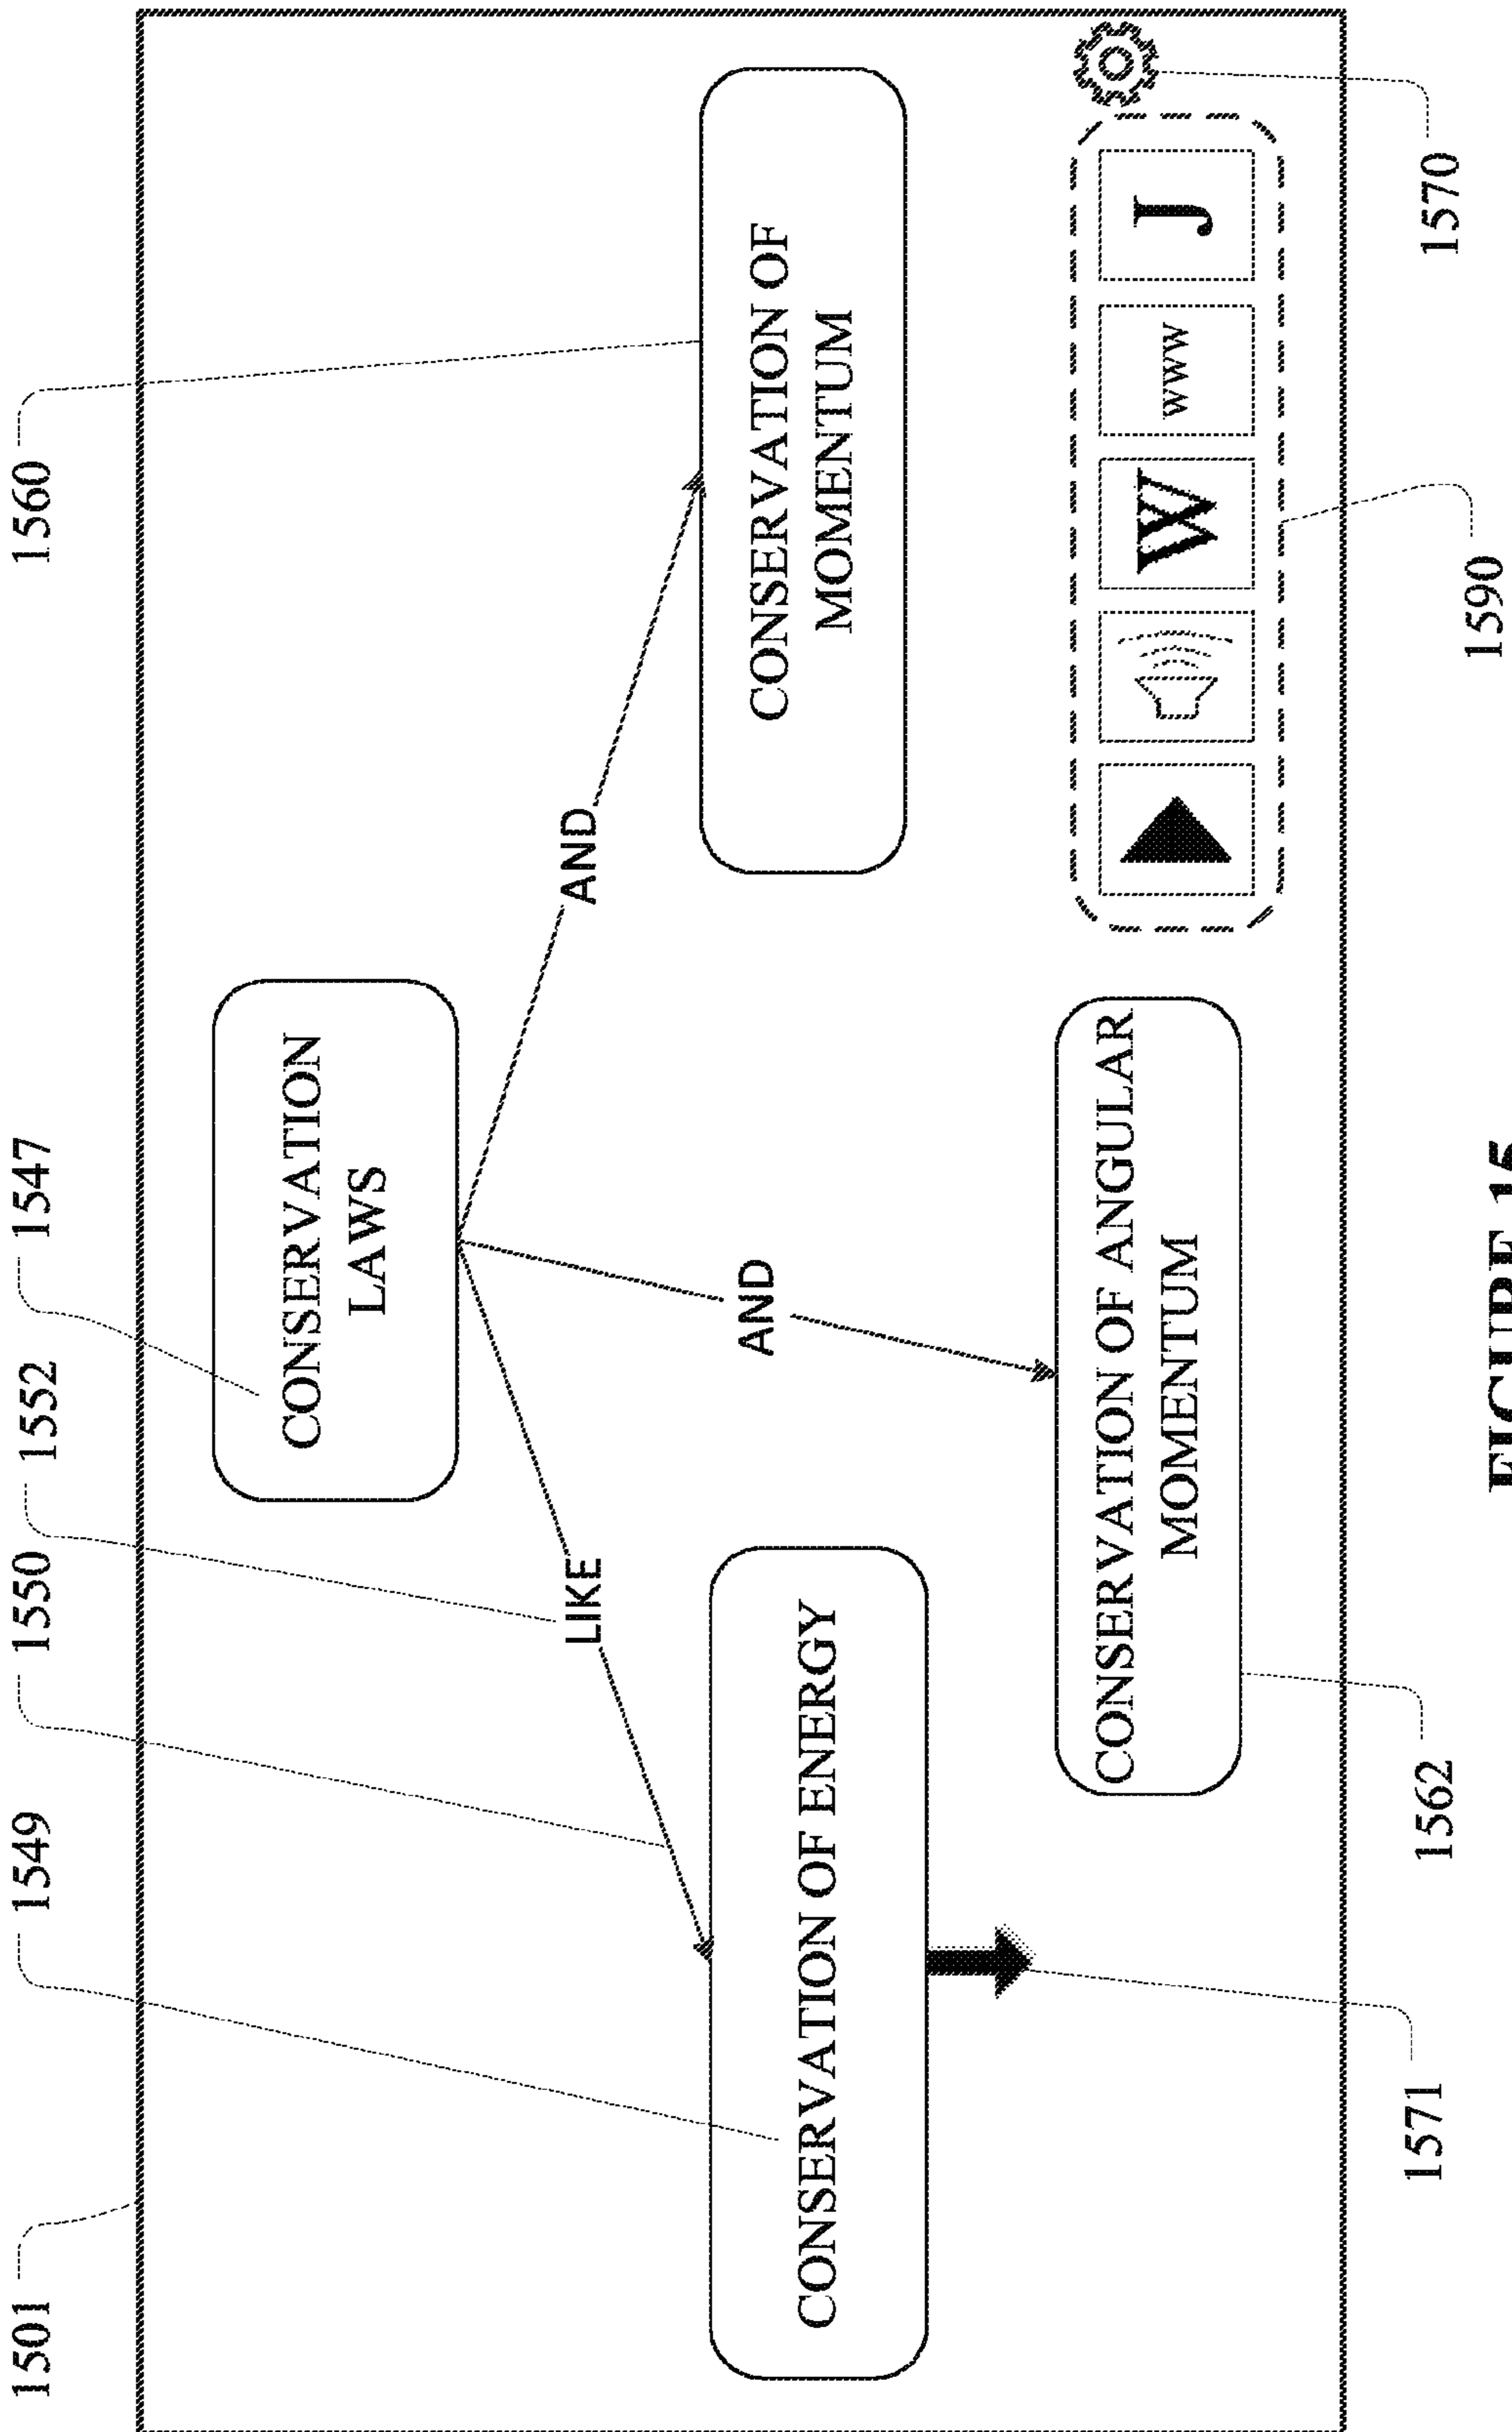 1501
1549
1550
1552
1547
1560
CONSERVATION
LAWS
LIKE
AND
AND
CONSERVATION OF ENERGY
CONSERVATION OF
MOMENTUM
CONSERVATION OF ANGULAR
MOMENTUM
W
www
J
1571
1562
1590
1570
FIGURE 15